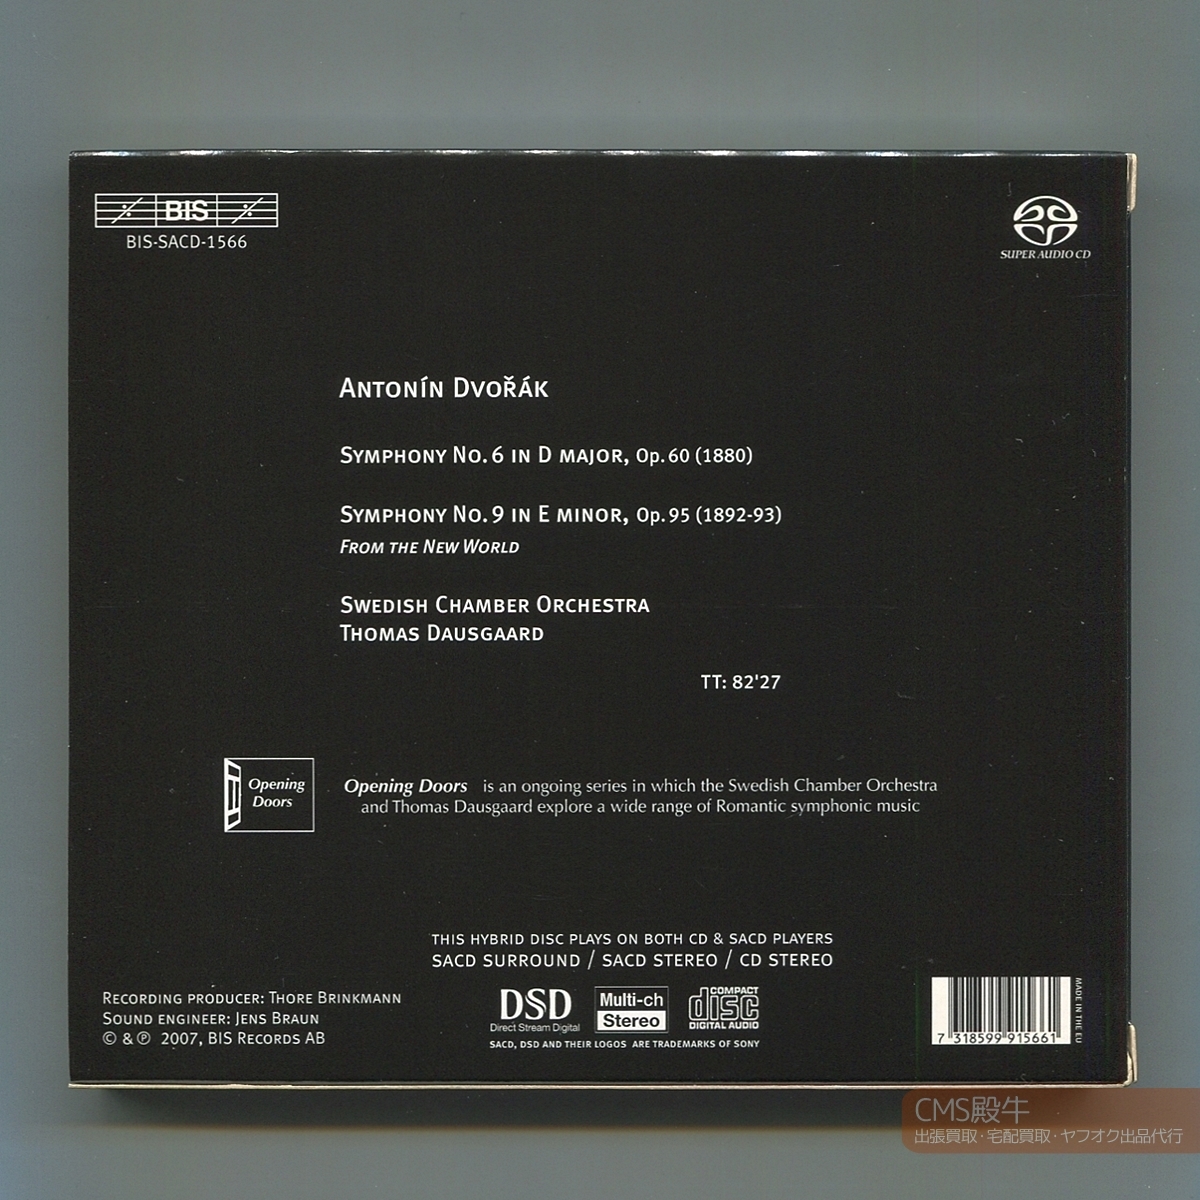 BIS
BIS-SACD-1566
SUPER AUDIO CD
ANTONÍN DVOŘÁK
SYMPHONY NO. 6 IN D MAJOR, Op. 60 (1880)
SYMPHONY NO. 9 IN E MINOR, Op. 95 (1892-93)
FROM THE NEW WORLD
SWEDISH CHAMBER ORCHESTRA
THOMAS DAUSGAARD
TT: 82'27
Opening
Doors
Opening Doors is an ongoing series in which the Swedish Chamber Orchestra
and Thomas Dausgaard explore a wide range of Romantic symphonic music
THIS HYBRID DISC PLAYS ON BOTH CD & SACD PLAYERS
SACD SURROUND / SACD STEREO / CD STEREO
RECORDING PRODUCER: THORE BRINKMANN
SOUND ENGINEER: JENS BRAUN
© & ℗ 2007, BIS RECORDS AB
DSD
Direct Stream Digital
Multi-ch
Stereo
COMPACT
disc
DIGITAL AUDIO
SACD, DSD AND THEIR LOGOS ARE TRADEMARKS OF SONY
7 318599 915661
MADE IN THE EU
CMS殿牛
出張買取・宅配買取・ヤフオク出品代行